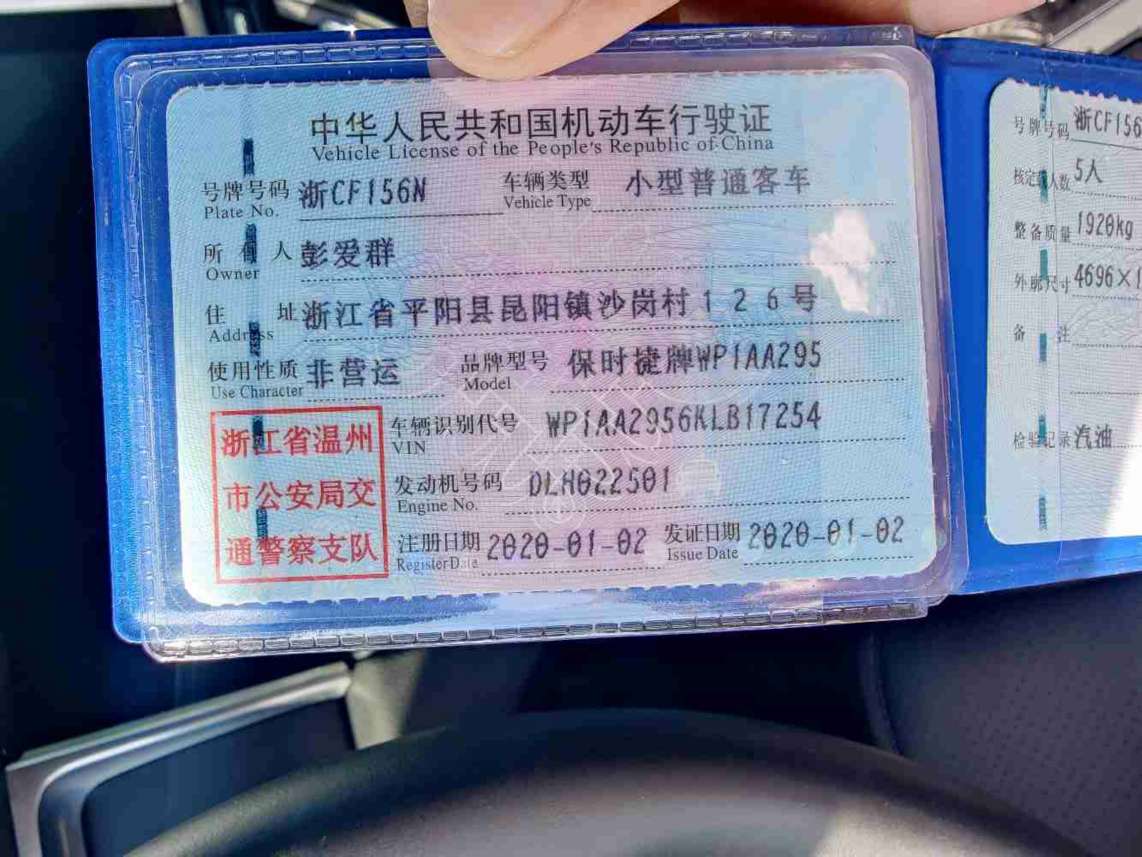 中华人民共和国机动车行驶证
Vehicle License of the People's Republic of China
号牌号码 浙CF156N 车辆类型 小型普通客车
Plate No. Vehicle Type
所有人 彭爱群
Owner
住址 浙江省平阳县昆阳镇沙岗村126号
Address
使用性质 非营运 品牌型号 保时捷牌WP1AA295
Use Character Model
浙江省温州
市公安局交
通警察支队
车辆识别代号 WP1AA2956KLB17254
VIN
发动机号码 DLH022501
Engine No.
注册日期 2020-01-02 发证日期 2020-01-02
Register Date Issue Date
号牌号码 浙CF156
核定载人数 5人
整备质量 1920kg
外廓尺寸 4696×
备注
检验记录 汽油